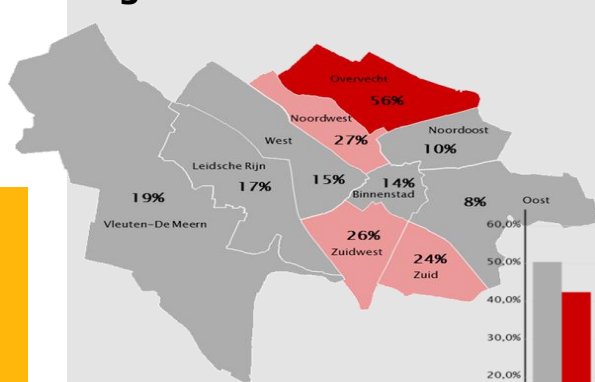 g
Overvecht
56%
Noordwest
27%
Noordoost
10%
West
15%
Leidsche Rijn
17%
14%
Binnenstad
19%
Vleuten-De Meern
8%
Oost
26%
Zuidwest
24%
Zuid
60,0%
50,0%
40,0%
30,0%
20,0%